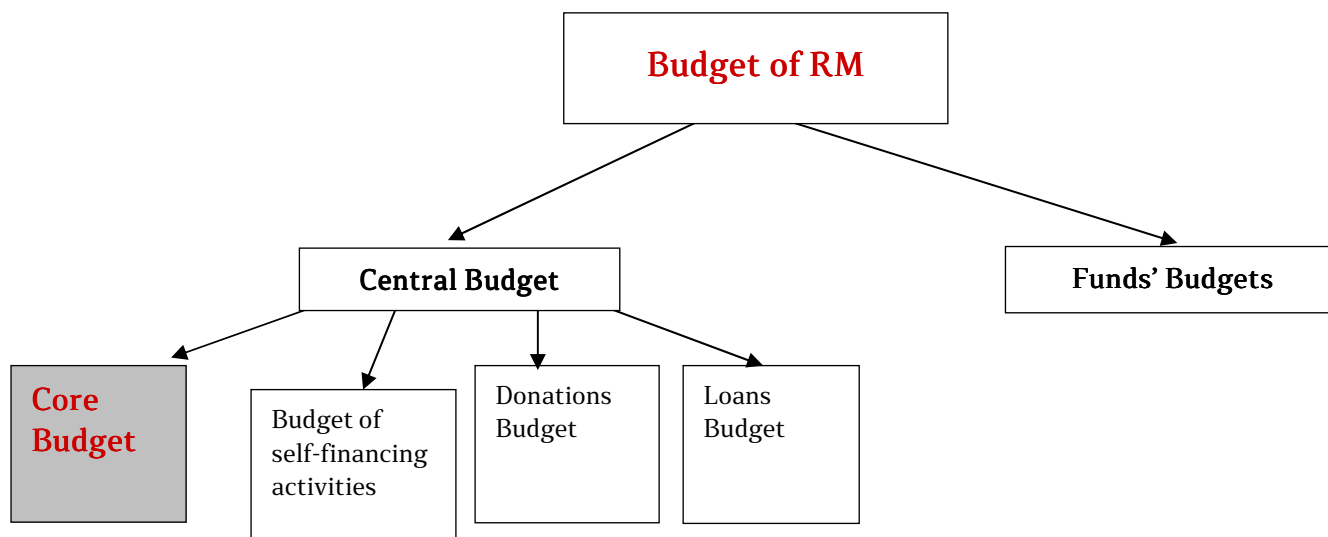 Budget of RM
Central Budget
Funds’ Budgets
Core
Budget
Budget of
self-financing
activities
Donations
Budget
Loans
Budget